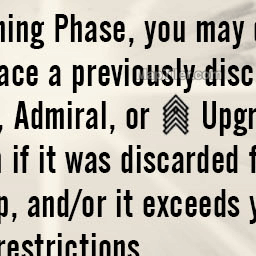 ning Phase, you may
ace a previously disc
, Admiral, or Upgr
if it was discarded f
p, and/or it exceeds y
restrictions